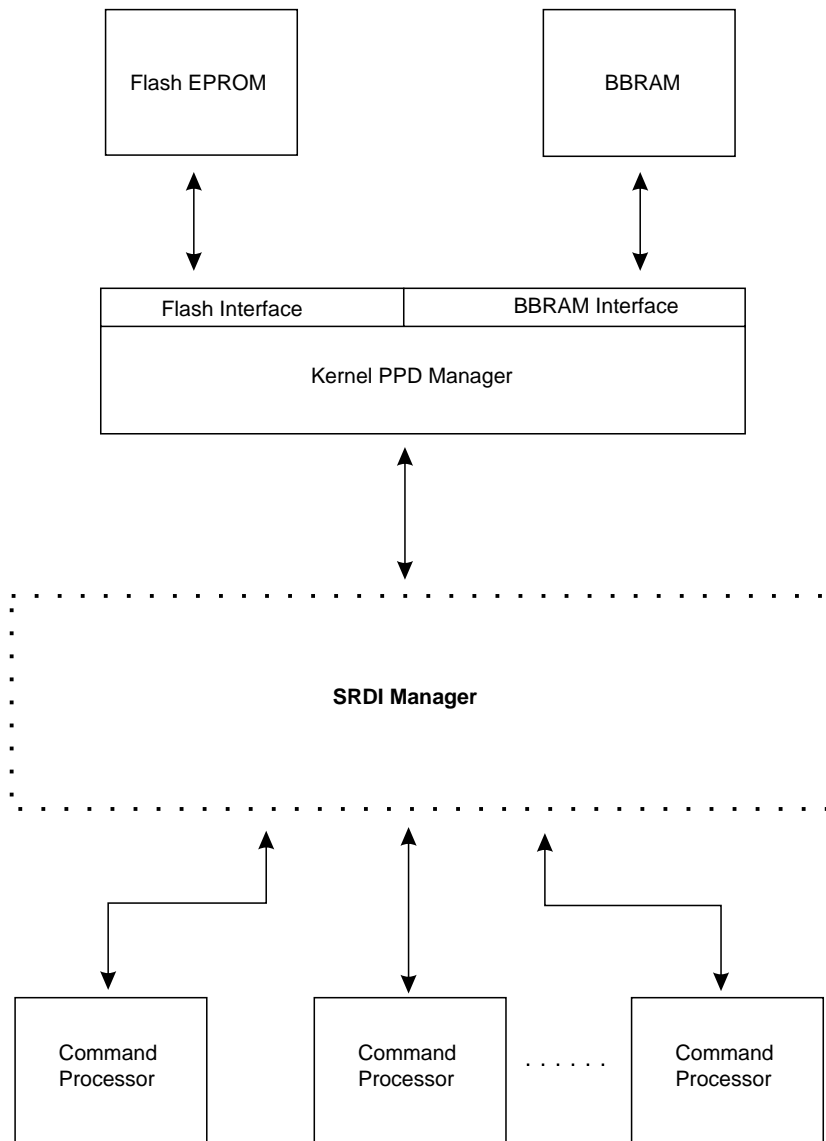 Flash EPROM
BBRAM
Flash Interface
BBRAM Interface
Kernel PPD Manager
SRDI Manager
Command
Processor
Command
Processor
. . . . . .
Command
Processor